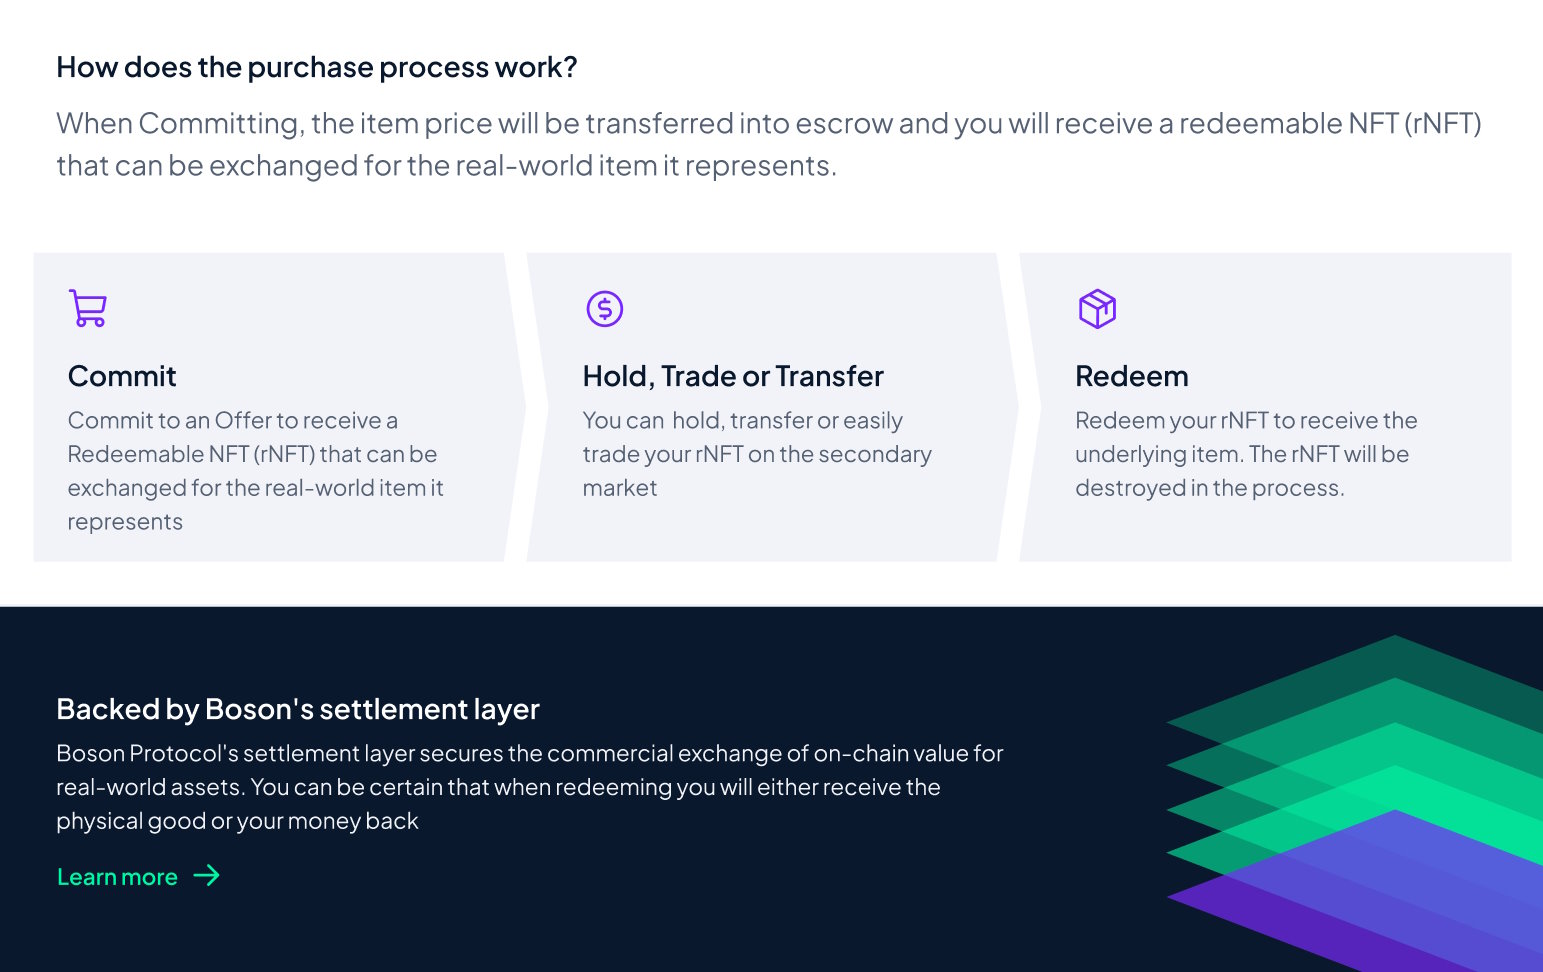 How does the purchase process work?
When Committing, the item price will be transferred into escrow and you will receive a redeemable NFT (rNFT)
that can be exchanged for the real-world item it represents.
Commit
Commit to an Offer to receive a
Redeemable NFT (rNFT) that can be
exchanged for the real-world item it
represents
Hold, Trade or Transfer
You can  hold, transfer or easily
trade your rNFT on the secondary
market
Redeem
Redeem your rNFT to receive the
underlying item. The rNFT will be
destroyed in the process.
Backed by Boson's settlement layer
Boson Protocol's settlement layer secures the commercial exchange of on-chain value for
real-world assets. You can be certain that when redeeming you will either receive the
physical good or your money back
Learn more →